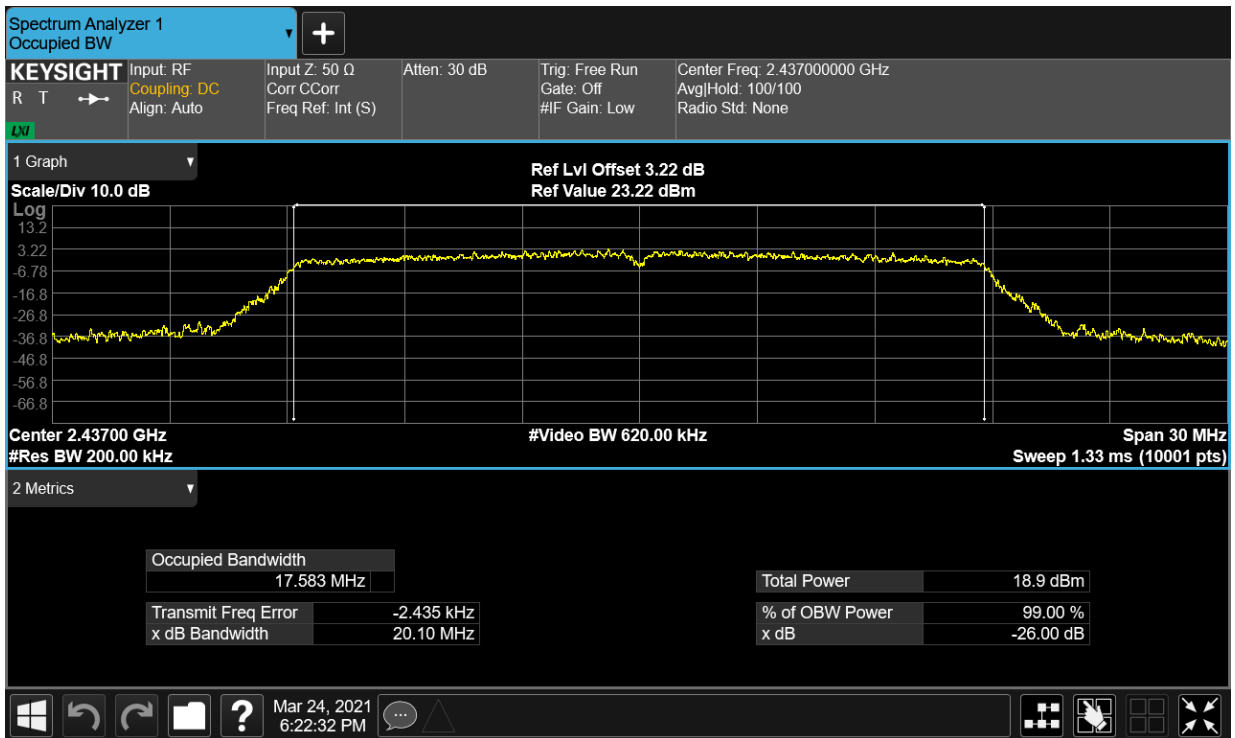 Spectrum Analyzer 1
Occupied BW
KEYSIGHT
R T
LXI
Input: RF
Coupling: DC
Align: Auto
Input Z: 50 Ω
Corr CCorr
Freq Ref: Int (S)
Atten: 30 dB
Trig: Free Run
Gate: Off
#IF Gain: Low
Center Freq: 2.437000000 GHz
Avg|Hold: 100/100
Radio Std: None
1 Graph
Scale/Div 10.0 dB
Ref Lvl Offset 3.22 dB
Ref Value 23.22 dBm
Log
13.2
3.22
-6.78
-16.8
-26.8
-36.8
-46.8
-56.8
-66.8
Center 2.43700 GHz
#Res BW 200.00 kHz
#Video BW 620.00 kHz
Span 30 MHz
Sweep 1.33 ms (10001 pts)
2 Metrics
Occupied Bandwidth
17.583 MHz
Transmit Freq Error -2.435 kHz
x dB Bandwidth 20.10 MHz
Total Power 18.9 dBm
% of OBW Power 99.00 %
x dB -26.00 dB
?
Mar 24, 2021
6:22:32 PM